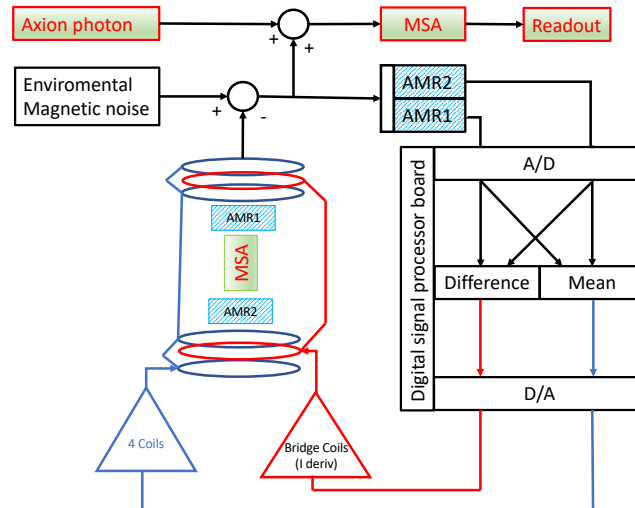 Axion photon
+
+
MSA
Readout
Enviromental
Magnetic noise
+
-
AMR2
AMR1
Digital signal processor board
A/D
AMR1
MSA
AMR2
Difference
Mean
D/A
4 Coils
Bridge Coils
(I deriv)